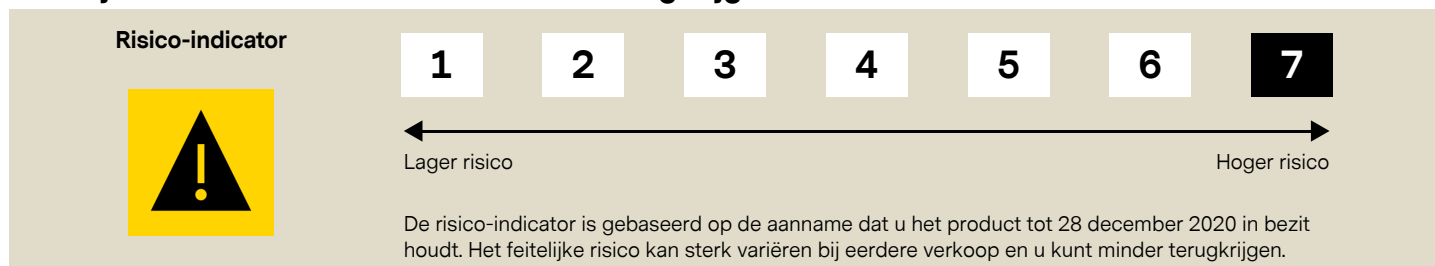 Risico-indicator
1 2 3 4 5 6 7
Lager risico Hoger risico
De risico-indicator is gebaseerd op de aanname dat u het product tot 28 december 2020 in bezit
houdt. Het feitelijke risico kan sterk variëren bij eerdere verkoop en u kunt minder terugkrijgen.